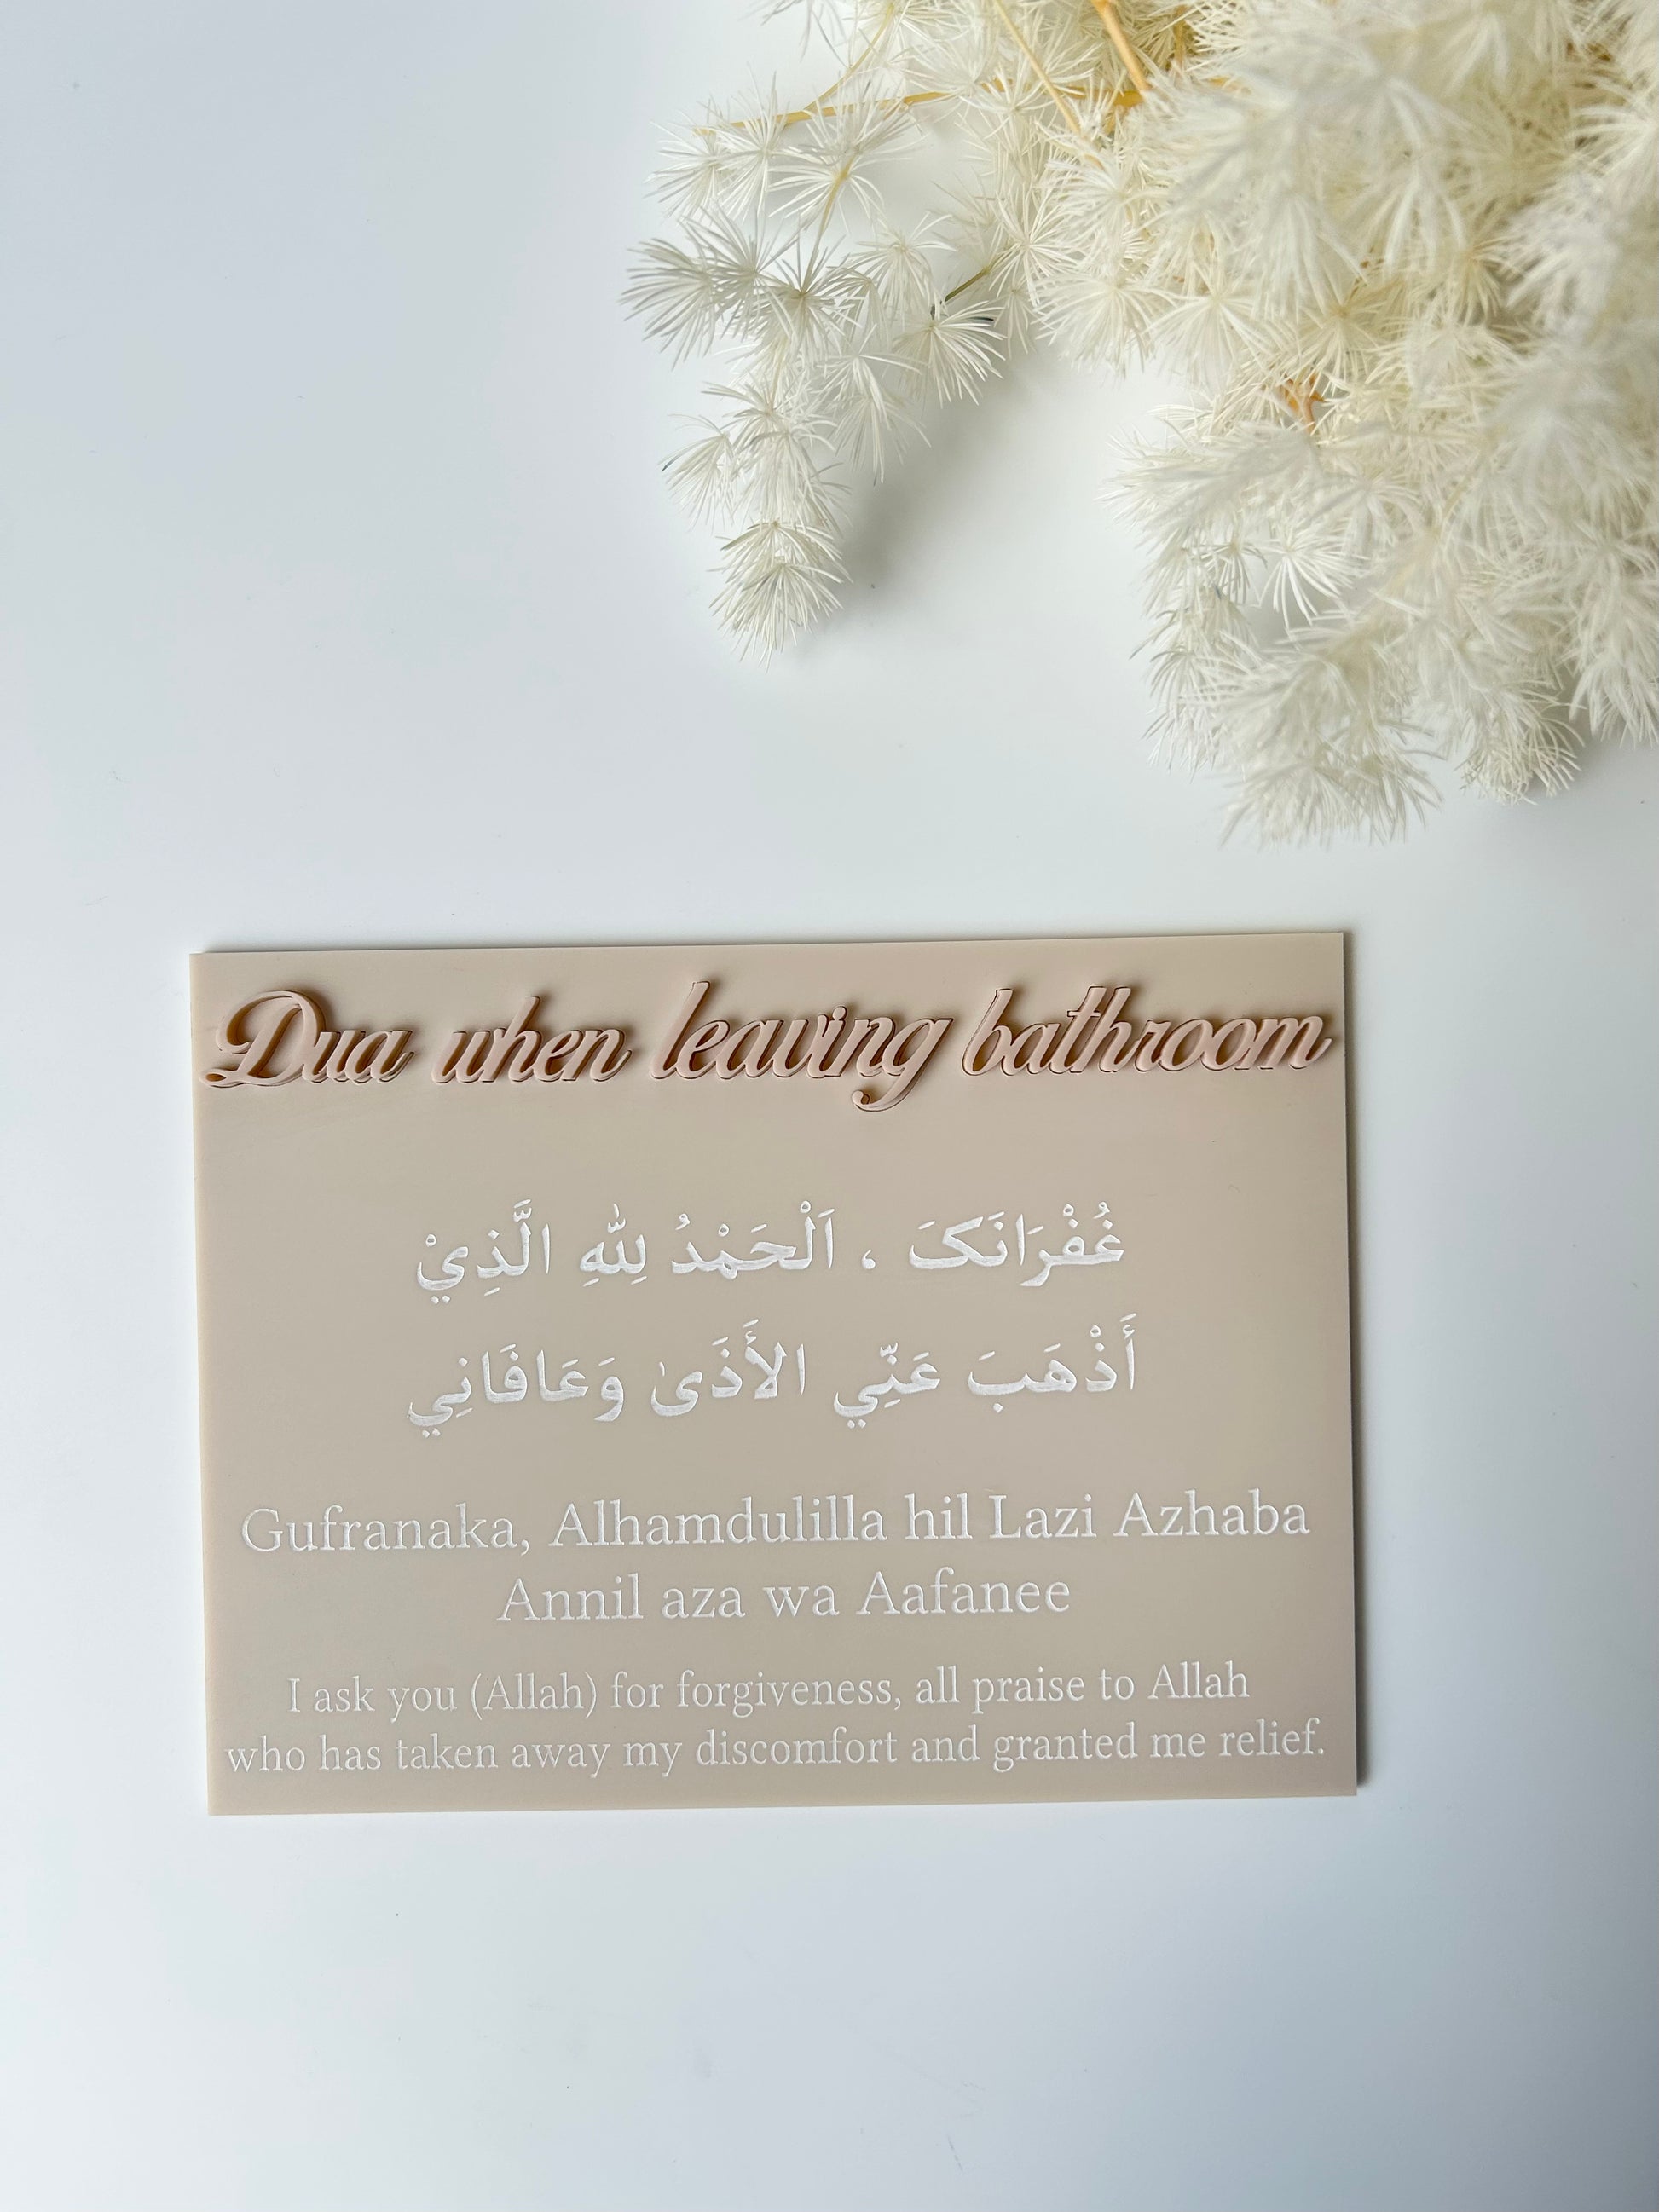 Dua when leaving bathroom
غُفْرَانَکَ ، اَلْحَمْدُ لِلّٰهِ الَّذِيْ
أَذْهَبَ عَنِّي الأَذَىٰ وَعَافَانِي
Gufranaka, Alhamdulilla hil Lazi Azhaba
Annil aza wa Aafanee
I ask you (Allah) for forgiveness, all praise to Allah
who has taken away my discomfort and granted me relief.